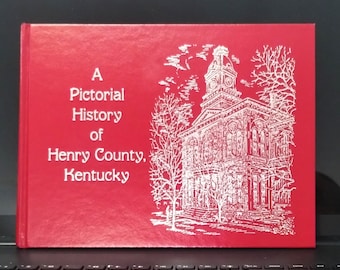 A
Pictorial
History
of
Henry County,
Kentucky